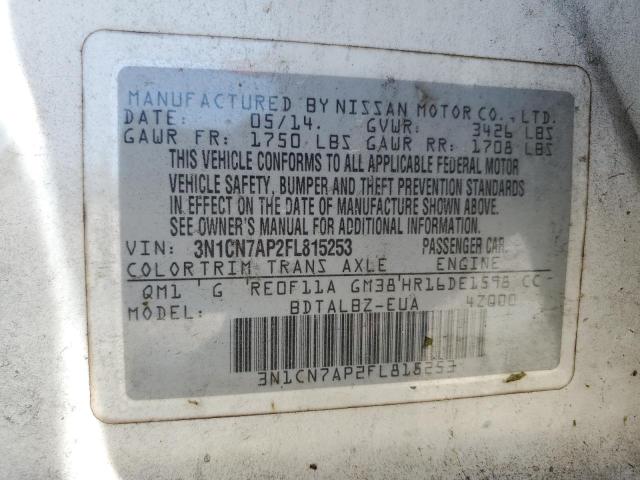 MANUFACTURED BY NISSAN MOTOR CO., LTD.
DATE: 05/14. GVWR: 3426 LBS
GAWR FR: 1750 LBS GAWR RR: 1708 LBS
THIS VEHICLE CONFORMS TO ALL APPLICABLE FEDERAL MOTOR
VEHICLE SAFETY, BUMPER AND THEFT PREVENTION STANDARDS
IN EFFECT ON THE DATE OF MANUFACTURE SHOWN ABOVE.
SEE OWNER'S MANUAL FOR ADDITIONAL INFORMATION.
VIN: 3N1CN7AP2FL815253 PASSENGER CAR.
COLOR TRIM TRANS AXLE ENGINE
QM1 'G 'RE0F11A GM38'HR16DE1598 CC
MODEL: BDTALBZ-EUA 4Z000
3N1CN7AP2FL815253